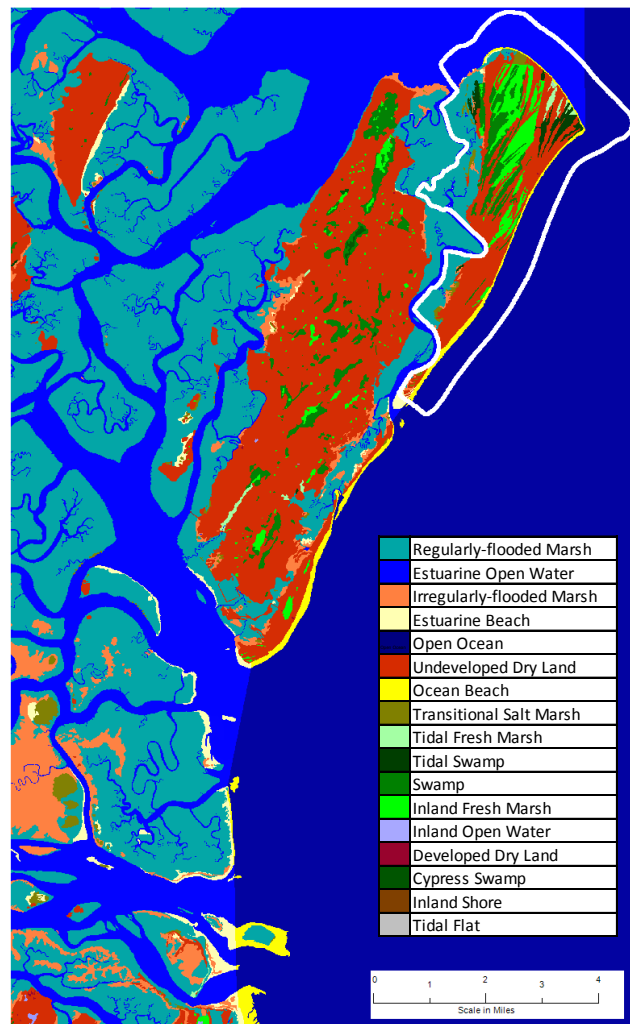 Regularly-flooded Marsh
Estuarine Open Water
Irregularly-flooded Marsh
Estuarine Beach
Open Ocean
Undeveloped Dry Land
Ocean Beach
Transitional Salt Marsh
Tidal Fresh Marsh
Tidal Swamp
Swamp
Inland Fresh Marsh
Inland Open Water
Developed Dry Land
Cypress Swamp
Inland Shore
Tidal Flat
0 1 2 3 4
Scale in Miles